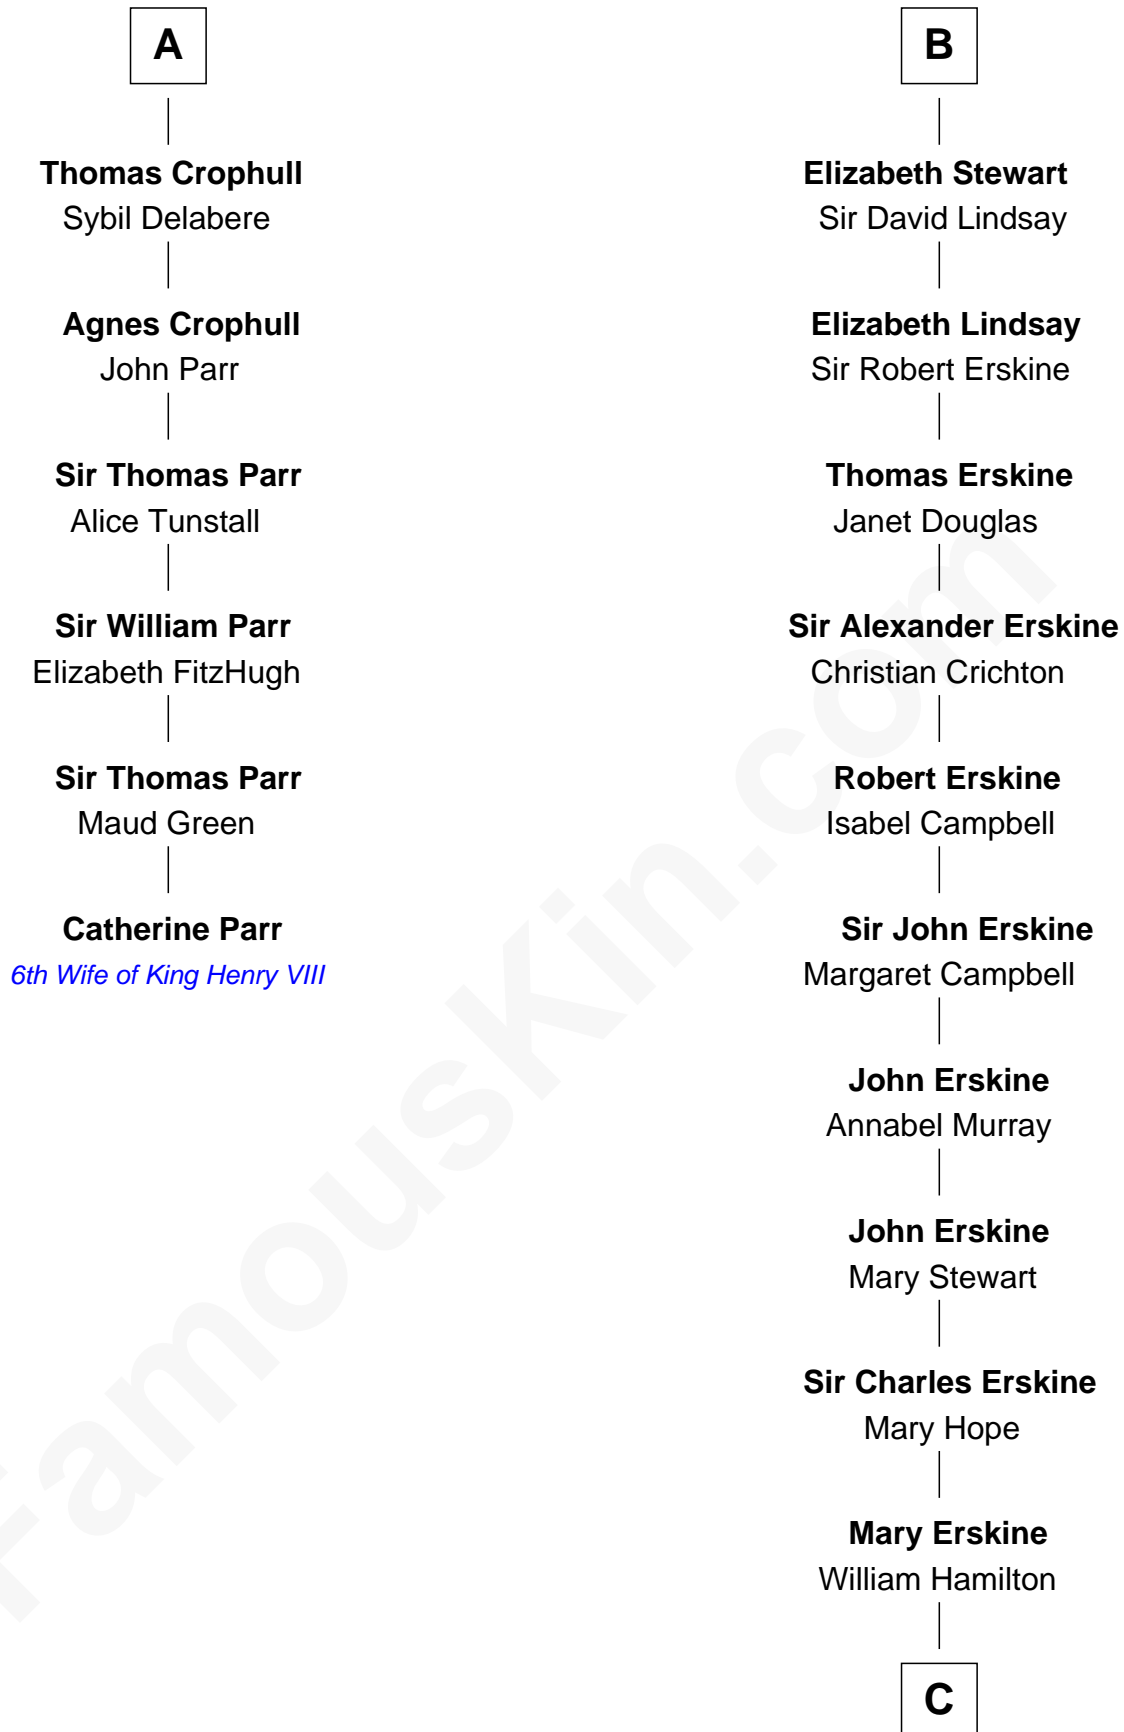 A
Thomas Crophull
Sybil Delabere
Agnes Crophull
John Parr
Sir Thomas Parr
Alice Tunstall
Sir William Parr
Elizabeth FitzHugh
Sir Thomas Parr
Maud Green
Catherine Parr
6th Wife of King Henry VIII
B
Elizabeth Stewart
Sir David Lindsay
Elizabeth Lindsay
Sir Robert Erskine
Thomas Erskine
Janet Douglas
Sir Alexander Erskine
Christian Crichton
Robert Erskine
Isabel Campbell
Sir John Erskine
Margaret Campbell
John Erskine
Annabel Murray
John Erskine
Mary Stewart
Sir Charles Erskine
Mary Hope
Mary Erskine
William Hamilton
C
FamousKin.com